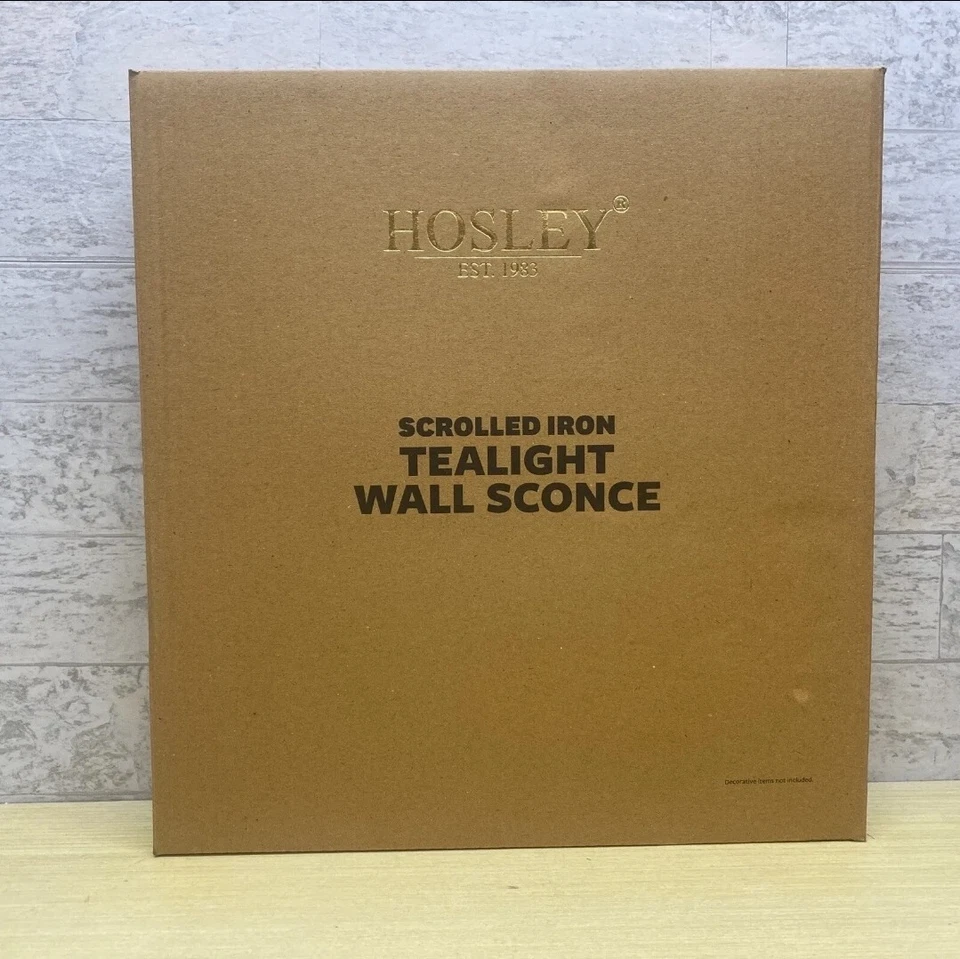 HOSLEY®
EST. 1983
SCROLLED IRON
TEALIGHT
WALL SCONCE
Decorative items not included.